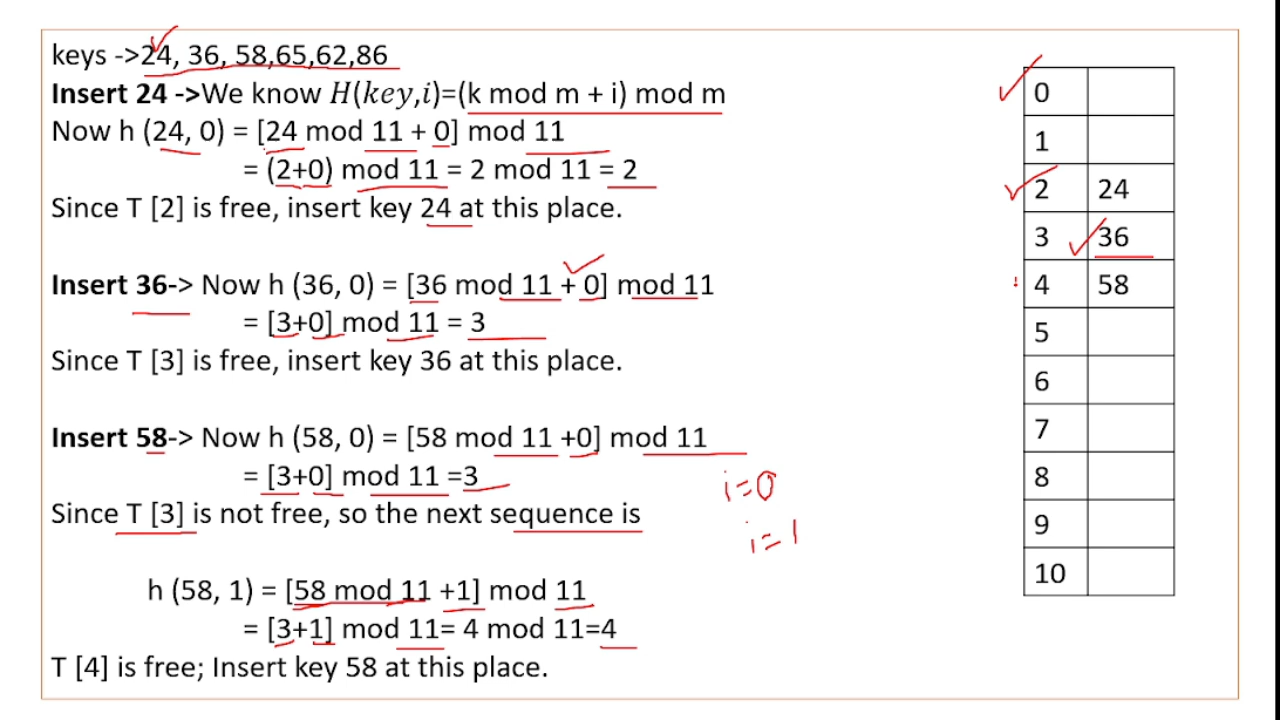 keys ->24, 36, 58,65,62,86
Insert 24 ->We know H(key,i)=(k mod m + i) mod m
Now h (24, 0) = [24 mod 11 + 0] mod 11
= (2+0) mod 11 = 2 mod 11 = 2
Since T [2] is free, insert key 24 at this place.
Insert 36-> Now h (36, 0) = [36 mod 11 + 0] mod 11
= [3+0] mod 11 = 3
Since T [3] is free, insert key 36 at this place.
Insert 58-> Now h (58, 0) = [58 mod 11 +0] mod 11
= [3+0] mod 11 =3
Since T [3] is not free, so the next sequence is
h (58, 1) = [58 mod 11 +1] mod 11
= [3+1] mod 11= 4 mod 11=4
T [4] is free; Insert key 58 at this place.
i=0
i=1
0
1
2 24
3 36
4 58
5
6
7
8
9
10